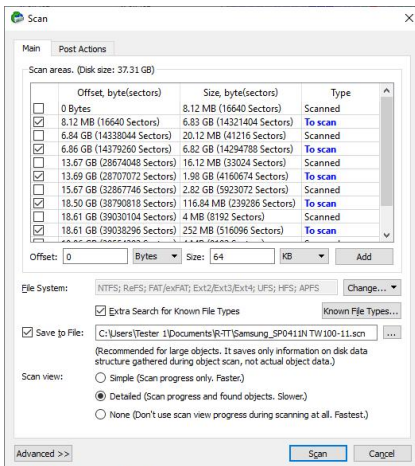 Scan
Main Post Actions
Scan areas. (Disk size: 37.31 GB)
Offset, byte(sectors) Size, byte(sectors) Type
0 Bytes 8.12 MB (16640 Sectors) Scanned
8.12 MB (16640 Sectors) 6.83 GB (14321404 Sectors) To scan
6.84 GB (14338044 Sectors) 20.12 MB (41216 Sectors) Scanned
6.86 GB (14379260 Sectors) 6.82 GB (14294788 Sectors) To scan
13.67 GB (28674048 Sectors) 16.12 MB (33024 Sectors) Scanned
13.69 GB (28707072 Sectors) 1.98 GB (4160674 Sectors) To scan
15.67 GB (32867746 Sectors) 2.82 GB (5923072 Sectors) Scanned
18.50 GB (38790818 Sectors) 116.84 MB (239286 Sectors) To scan
18.61 GB (39030104 Sectors) 4 MB (8192 Sectors) Scanned
18.61 GB (39038296 Sectors) 252 MB (516096 Sectors) To scan
Offset: 0 Bytes Size: 64 KB Add
File System: NTFS; ReFS; FAT/exFAT; Ext2/Ext3/Ext4; UFS; HFS; APFS Change...
Extra Search for Known File Types Known File Types...
Save to File: C:\Users\Tester 1\Documents\R-TT\Samsung_SP0411N TW100-11.scn ...
(Recommended for large objects. It saves only information on disk data
structure gathered during object scan, not actual object data.)
Scan view: Simple (Scan progress only. Faster.)
Detailed (Scan progress and found objects. Slower.)
None (Don't use scan view progress during scanning at all. Fastest.)
Advanced >> Scan Cancel